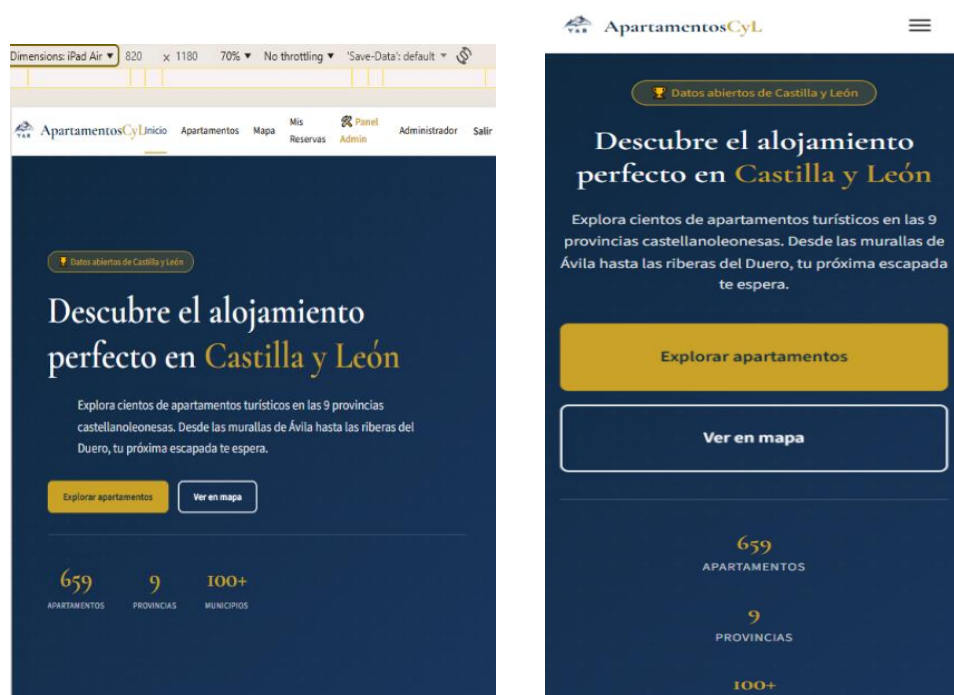 Dimensions: iPad Air ▼ 820 x 1180 70% ▼ No throttling ▼ 'Save-Data': default ▼
ApartamentosCyL Inicio Apartamentos Mapa Mis Reservas 🛠 Panel Admin Administrador Salir
🏆 Datos abiertos de Castilla y León
Descubre el alojamiento
perfecto en Castilla y León
Explora cientos de apartamentos turísticos en las 9 provincias
castellanoleonesas. Desde las murallas de Ávila hasta las riberas del
Duero, tu próxima escapada te espera.
Explorar apartamentos Ver en mapa
659 9 100+
APARTAMENTOS PROVINCIAS MUNICIPIOS
YAR ApartamentosCyL
🏆 Datos abiertos de Castilla y León
Descubre el alojamiento
perfecto en Castilla y León
Explora cientos de apartamentos turísticos en las 9
provincias castellanoleonesas. Desde las murallas de
Ávila hasta las riberas del Duero, tu próxima escapada
te espera.
Explorar apartamentos
Ver en mapa
659
APARTAMENTOS
9
PROVINCIAS
100+